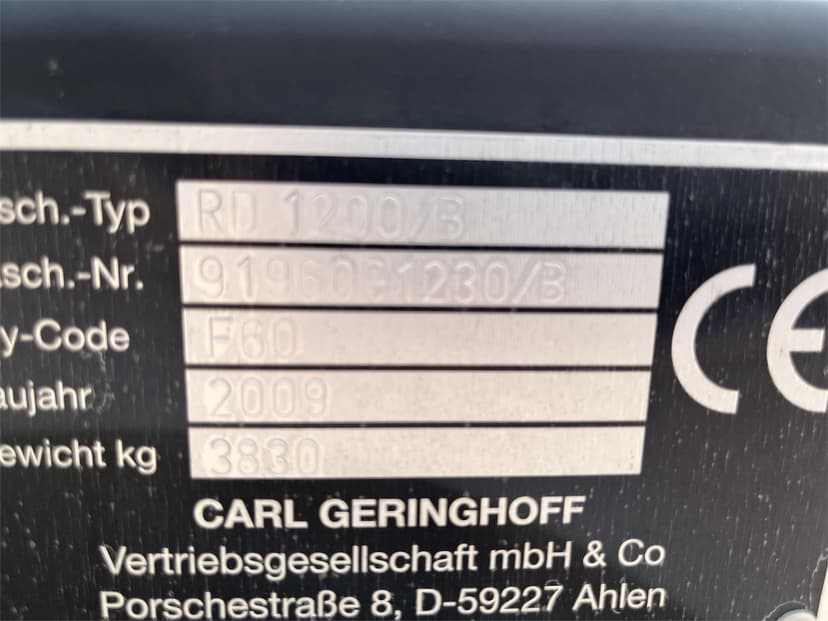 sch.-Typ RD 1200/B
sch.-Nr.
y-Code F60
aujahr 2009
ewicht kg 3830
CE
CARL GERINGHOFF
Vertriebsgesellschaft mbH & Co
Porschestraße 8, D-59227 Ahlen